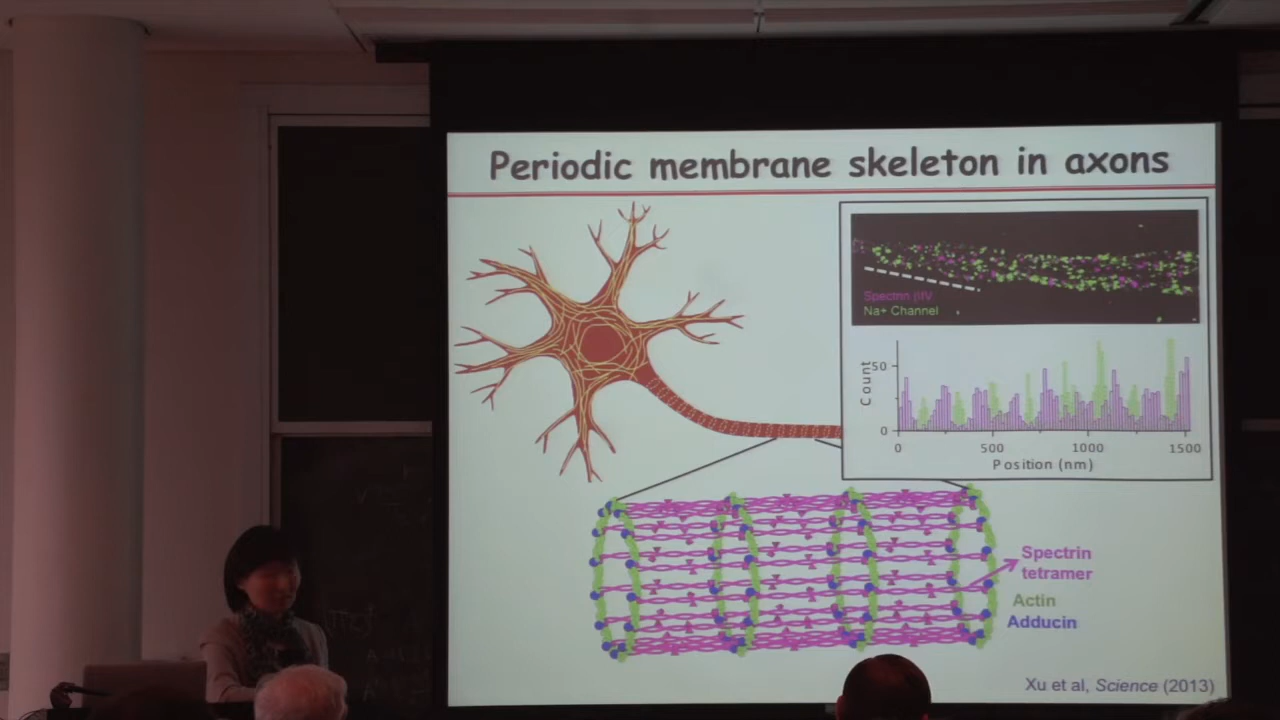 Periodic membrane skeleton in axons
Spectrin βIV
Na+ Channel
Count
50
0
0 500 1000 1500
Position (nm)
Spectrin
tetramer
Actin
Adducin
Xu et al, Science (2013)